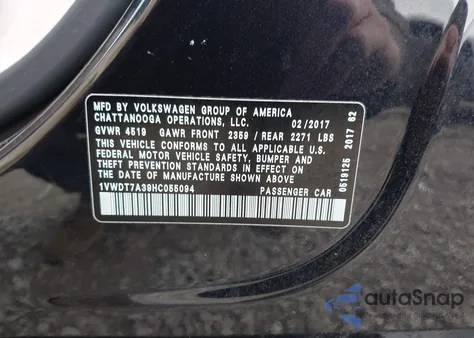 MFD BY VOLKSWAGEN GROUP OF AMERICA
CHATTANOOGA OPERATIONS, LLC. 02/2017
GVWR 4519 GAWR FRONT 2359 / REAR 2271 LBS
THIS VEHICLE CONFORMS TO ALL APPLICABLE U.S.
FEDERAL MOTOR VEHICLE SAFETY, BUMPER AND
THEFT PREVENTION STANDARDS IN EFFECT ON
THE DATE OF MANUFACTURE SHOWN ABOVE.
1VWDT7A39HC055094 PASSENGER CAR
0519125 2017 62
autoSnap